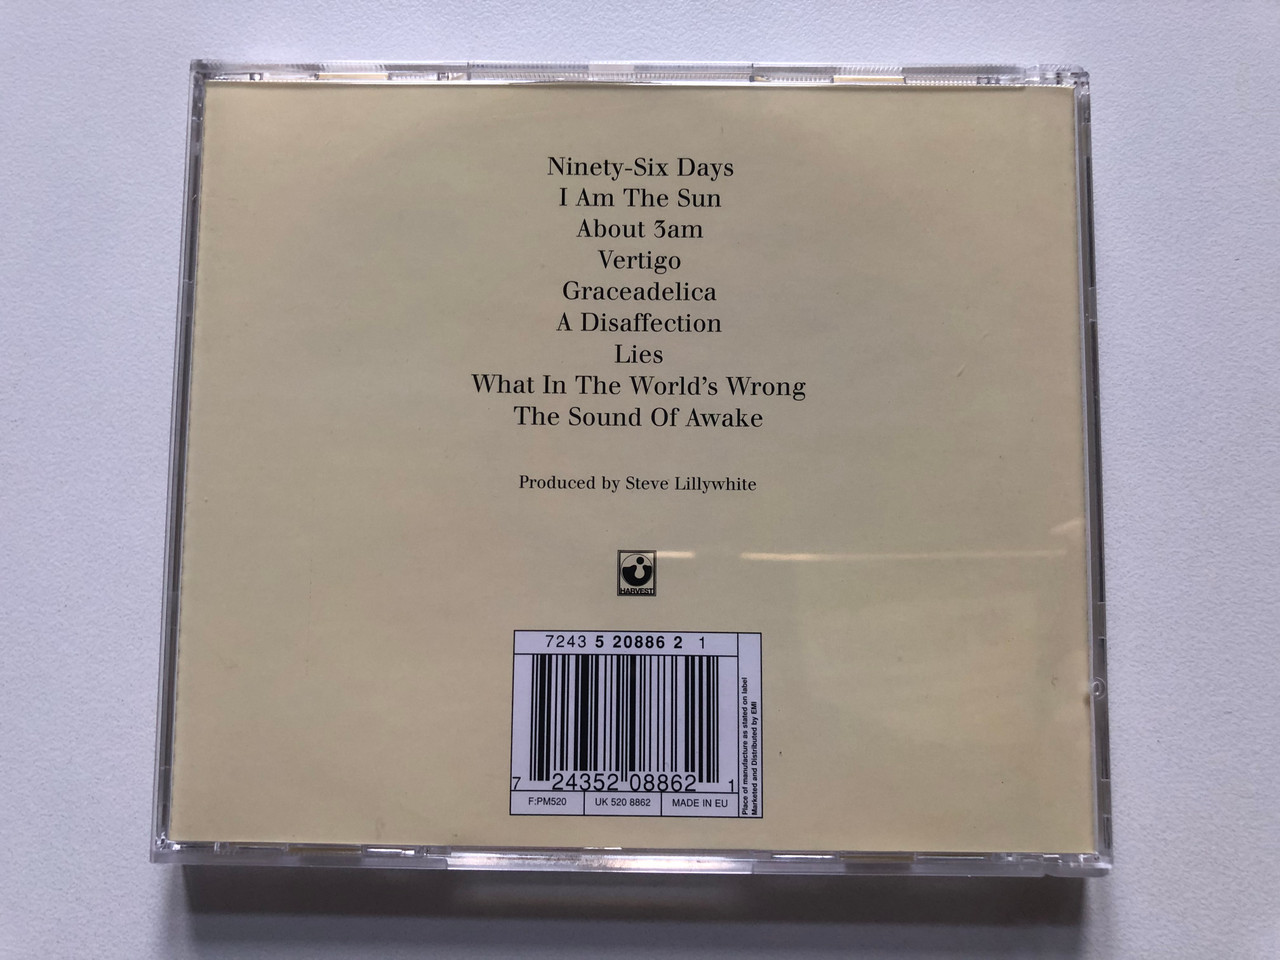 Ninety-Six Days
I Am The Sun
About 3am
Vertigo
Graceadelica
A Disaffection
Lies
What In The World's Wrong
The Sound Of Awake
Produced by Steve Lillywhite
HARVEST
7243 5 20886 2 1
7 24352 08862 1
F:PM520
UK 520 8862
MADE IN EU
Place of manufacture as stated on label
Marketed and Distributed by EMI